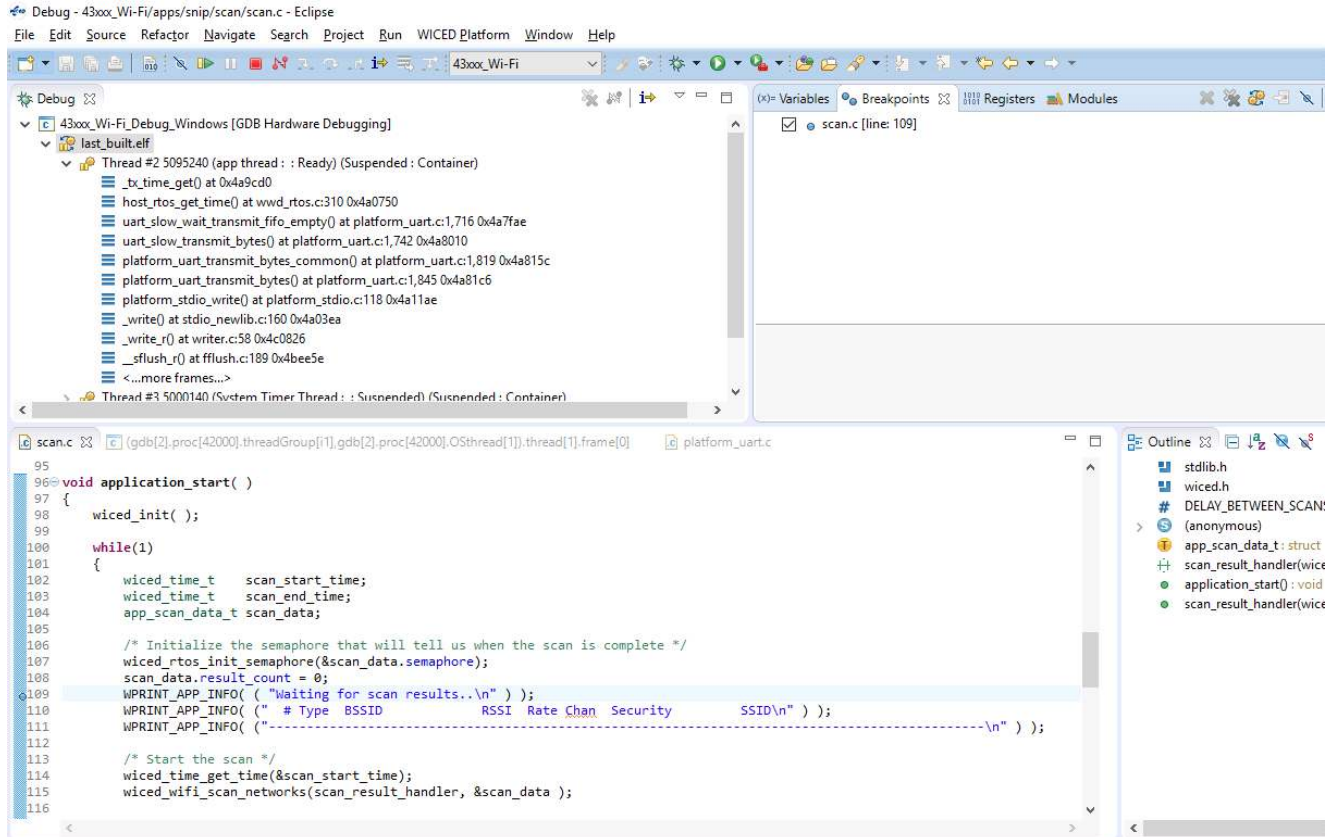 Debug - 43xxx_Wi-Fi/apps/snip/scan/scan.c - Eclipse
File Edit Source Refactor Navigate Search Project Run WICED Platform Window Help
43xxx_Wi-Fi
Debug
43xxx_Wi-Fi_Debug_Windows [GDB Hardware Debugging]
last_built.elf
Thread #2 5095240 (app thread : : Ready) (Suspended : Container)
_tx_time_get() at 0x4a9cd0
host_rtos_get_time() at wwd_rtos.c:310 0x4a0750
uart_slow_wait_transmit_fifo_empty() at platform_uart.c:1,716 0x4a7fae
uart_slow_transmit_bytes() at platform_uart.c:1,742 0x4a8010
platform_uart_transmit_bytes_common() at platform_uart.c:1,819 0x4a815c
platform_uart_transmit_bytes() at platform_uart.c:1,845 0x4a81c6
platform_stdio_write() at platform_stdio.c:118 0x4a11ae
_write() at stdio_newlib.c:160 0x4a03ea
_write_r() at writer.c:58 0x4c0826
__sflush_r() at fflush.c:189 0x4bee5e
<...more frames...>
Thread #3 5000140 (System Timer Thread : : Suspended) (Suspended : Container)
(x)= Variables Breakpoints Registers Modules
scan.c [line: 109]
scan.c (gdb[2].proc[42000].threadGroup[i1],gdb[2].proc[42000].OSthread[1]).thread[1].frame[0] platform_uart.c
95
96 void application_start( )
97 {
98 wiced_init( );
99
100 while(1)
101 {
102 wiced_time_t scan_start_time;
103 wiced_time_t scan_end_time;
104 app_scan_data_t scan_data;
105
106 /* Initialize the semaphore that will tell us when the scan is complete */
107 wiced_rtos_init_semaphore(&scan_data.semaphore);
108 scan_data.result_count = 0;
109 WPRINT_APP_INFO( ( "Waiting for scan results..\n" ) );
110 WPRINT_APP_INFO( (" # Type BSSID RSSI Rate Chan Security SSID\n" ) );
111 WPRINT_APP_INFO( ("----------------------------------------------------------------------------------------------\n" ) );
112
113 /* Start the scan */
114 wiced_time_get_time(&scan_start_time);
115 wiced_wifi_scan_networks(scan_result_handler, &scan_data );
116
Outline
stdlib.h
wiced.h
# DELAY_BETWEEN_SCANS
(anonymous)
app_scan_data_t : struct
scan_result_handler(wice
application_start() : void
scan_result_handler(wice